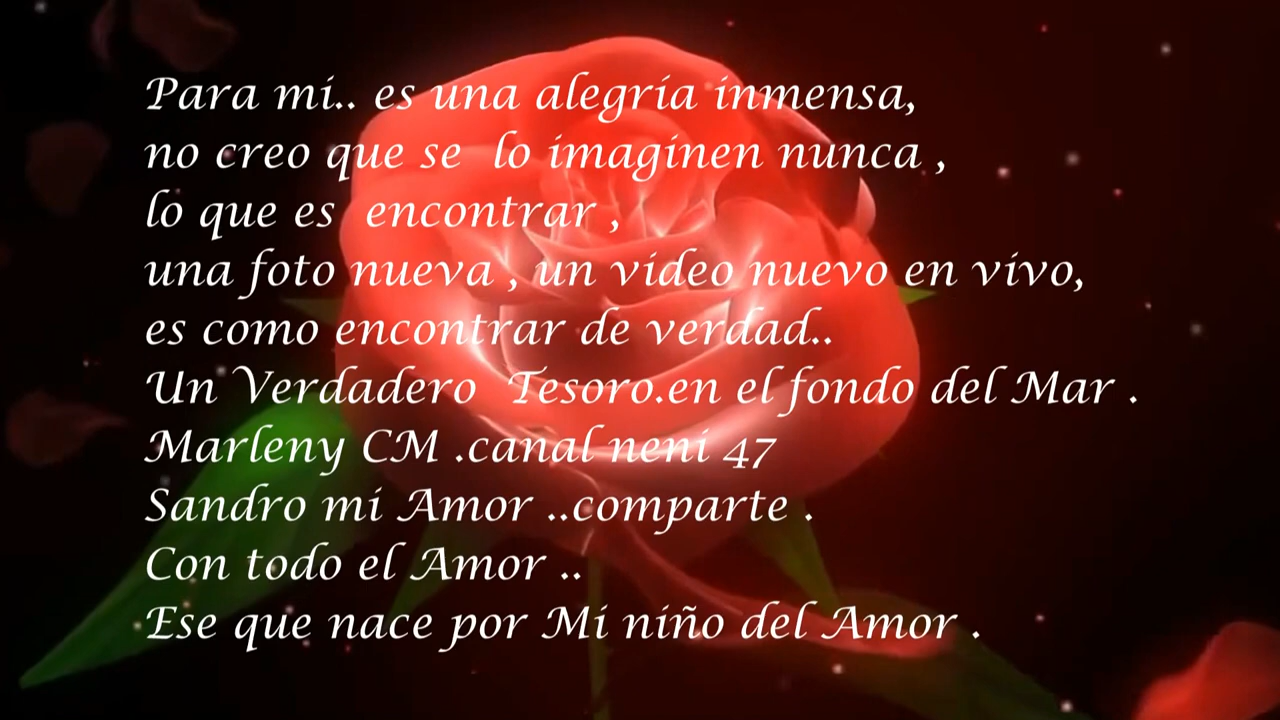 Para mi.. es una alegría inmensa,
no creo que se lo imaginen nunca ,
lo que es encontrar ,
una foto nueva , un video nuevo en vivo,
es como encontrar de verdad..
Un Verdadero Tesoro.en el fondo del Mar .
Marleny CM .canal neni 47
Sandro mi Amor ..comparte .
Con todo el Amor ..
Ese que nace por Mi niño del Amor .